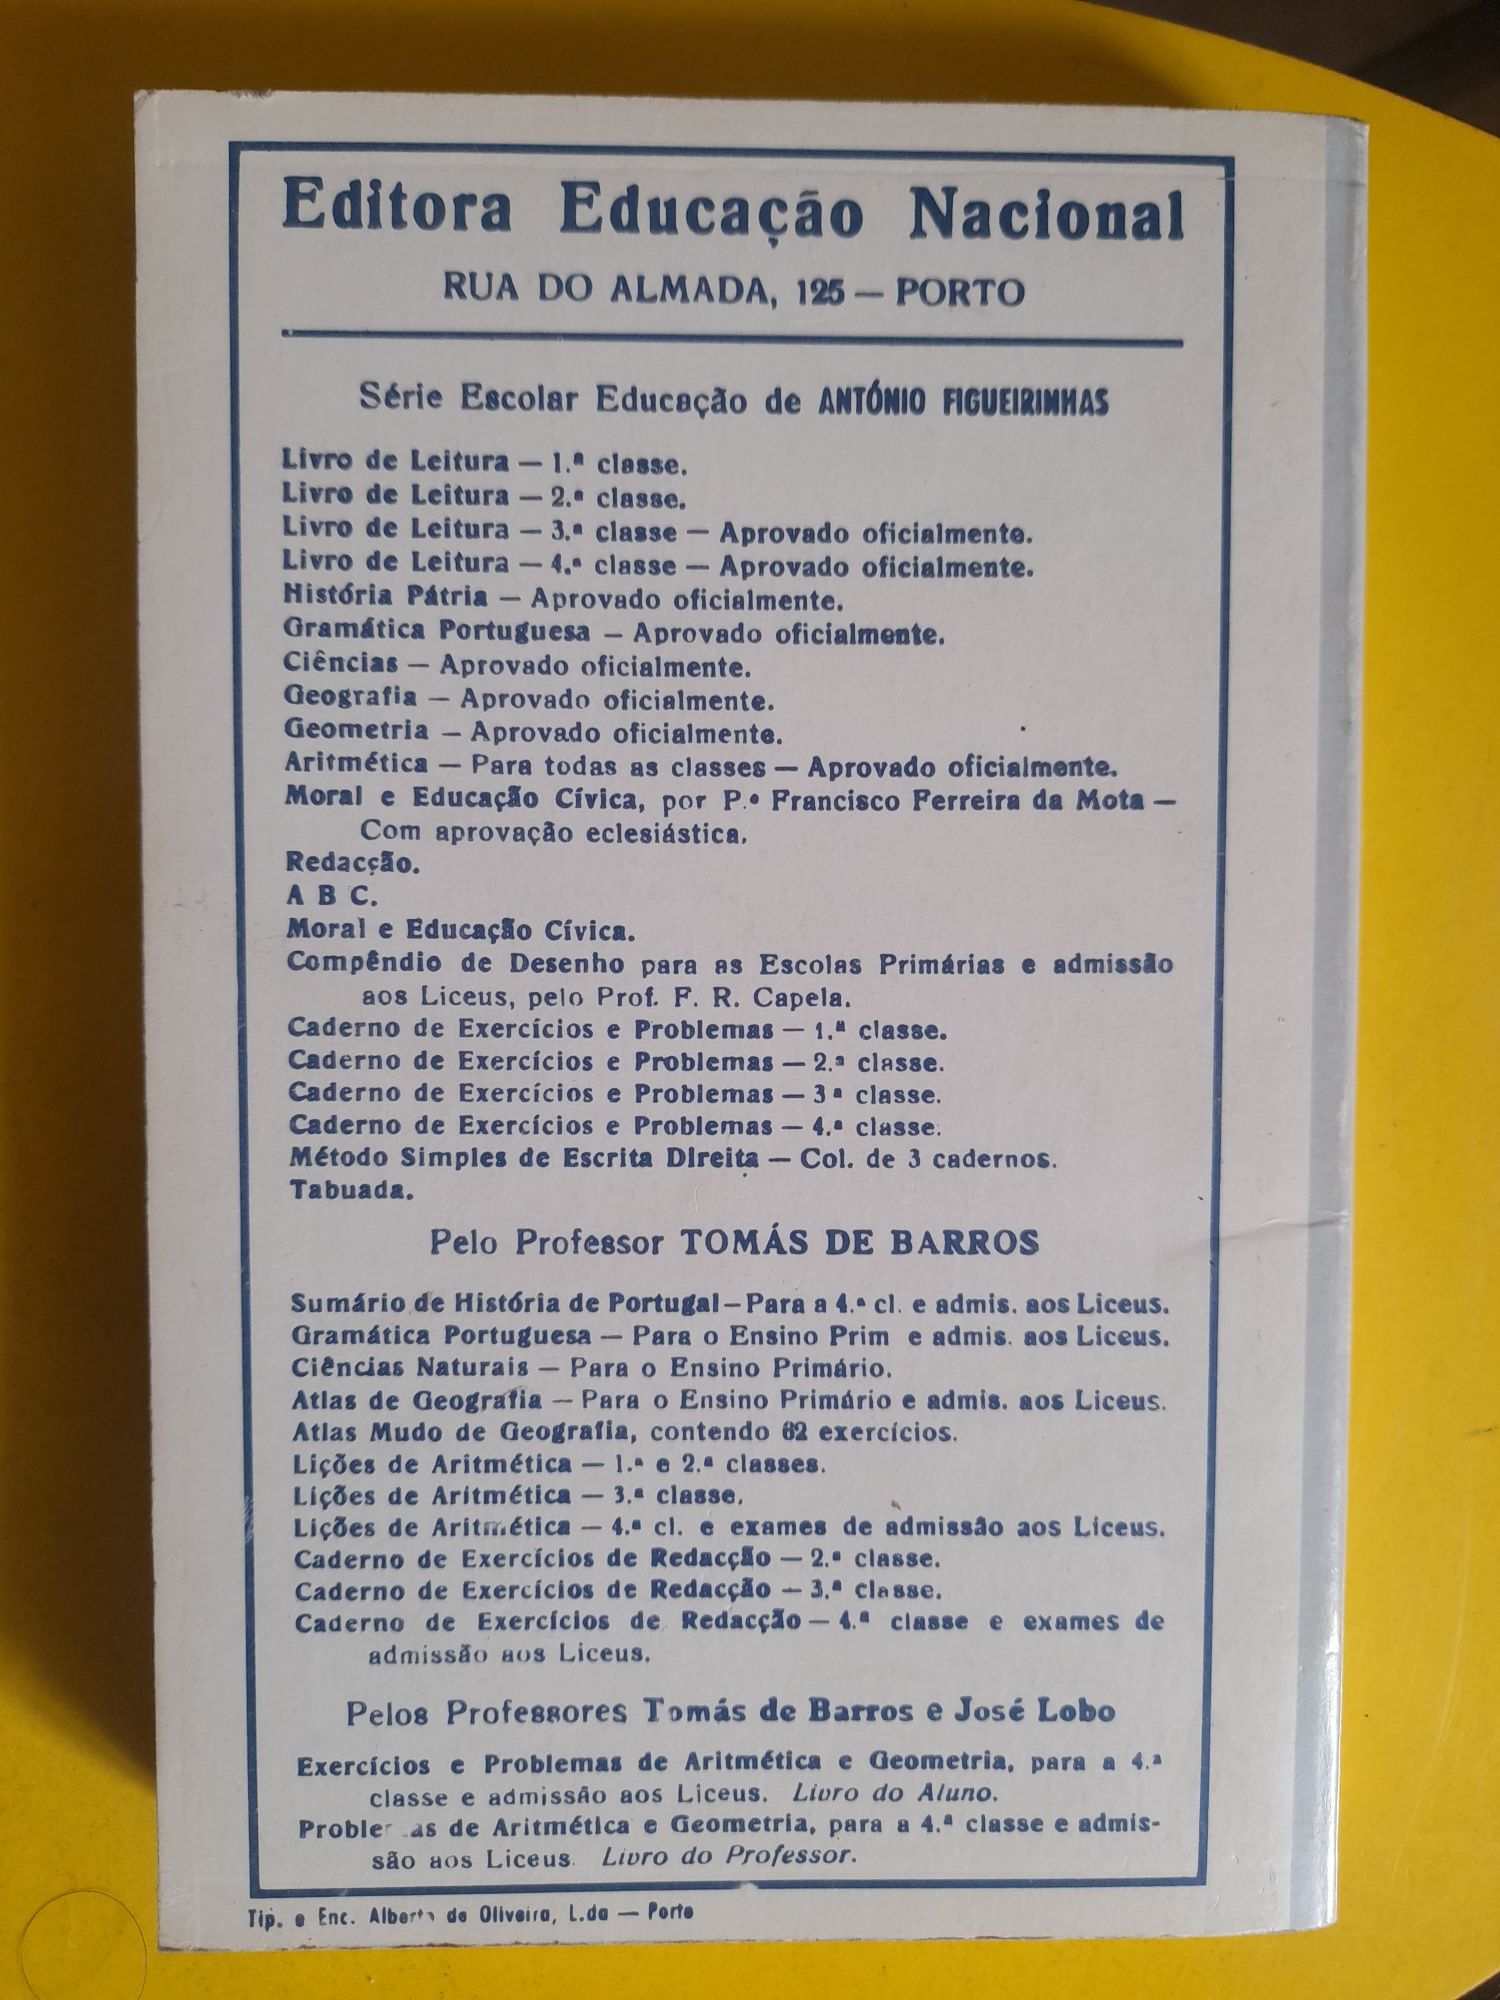 Editora Educação Nacional
RUA DO ALMADA, 125 — PORTO
Série Escolar Educação de ANTÓNIO FIGUEIRINHAS
Livro de Leitura — 1.ª classe.
Livro de Leitura — 2.ª classe.
Livro de Leitura — 3.ª classe — Aprovado oficialmente.
Livro de Leitura — 4.ª classe — Aprovado oficialmente.
História Pátria — Aprovado oficialmente.
Gramática Portuguesa — Aprovado oficialmente.
Ciências — Aprovado oficialmente.
Geografia — Aprovado oficialmente.
Geometria — Aprovado oficialmente.
Aritmética — Para todas as classes — Aprovado oficialmente.
Moral e Educação Cívica, por P.e Francisco Ferreira da Mota —
Com aprovação eclesiástica.
Redacção.
A B C.
Moral e Educação Cívica.
Compêndio de Desenho para as Escolas Primárias e admissão
aos Liceus, pelo Prof. F. R. Capela.
Caderno de Exercícios e Problemas — 1.ª classe.
Caderno de Exercícios e Problemas — 2.ª classe.
Caderno de Exercícios e Problemas — 3ª classe.
Caderno de Exercícios e Problemas — 4.ª classe.
Método Simples de Escrita Direita — Col. de 3 cadernos.
Tabuada.
Pelo Professor TOMÁS DE BARROS
Sumário de História de Portugal — Para a 4.ª cl. e admis. aos Liceus.
Gramática Portuguesa — Para o Ensino Prim e admis. aos Liceus.
Ciências Naturais — Para o Ensino Primário.
Atlas de Geografia — Para o Ensino Primário e admis. aos Liceus.
Atlas Mudo de Geografia, contendo 62 exercícios.
Lições de Aritmética — 1.ª e 2.ª classes.
Lições de Aritmética — 3.ª classe.
Lições de Aritmética — 4.ª cl. e exames de admissão aos Liceus.
Caderno de Exercícios de Redacção — 2.ª classe.
Caderno de Exercícios de Redacção — 3.ª classe.
Caderno de Exercícios de Redacção — 4.ª classe e exames de
admissão aos Liceus.
Pelos Professores Tomás de Barros e José Lobo
Exercícios e Problemas de Aritmética e Geometria, para a 4.ª
classe e admissão aos Liceus. Livro do Aluno.
Problemas de Aritmética e Geometria, para a 4.ª classe e admis-
são aos Liceus. Livro do Professor.
Tip. e Enc. Alberto de Oliveira, L.da — Porto